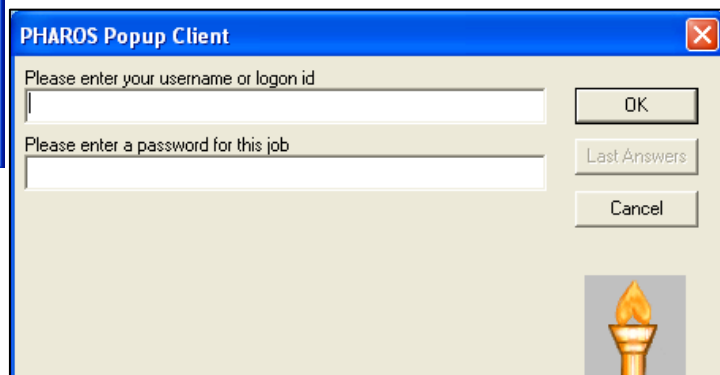 PHAROS Popup Client
Please enter your username or logon id
OK
Please enter a password for this job
Last Answers
Cancel